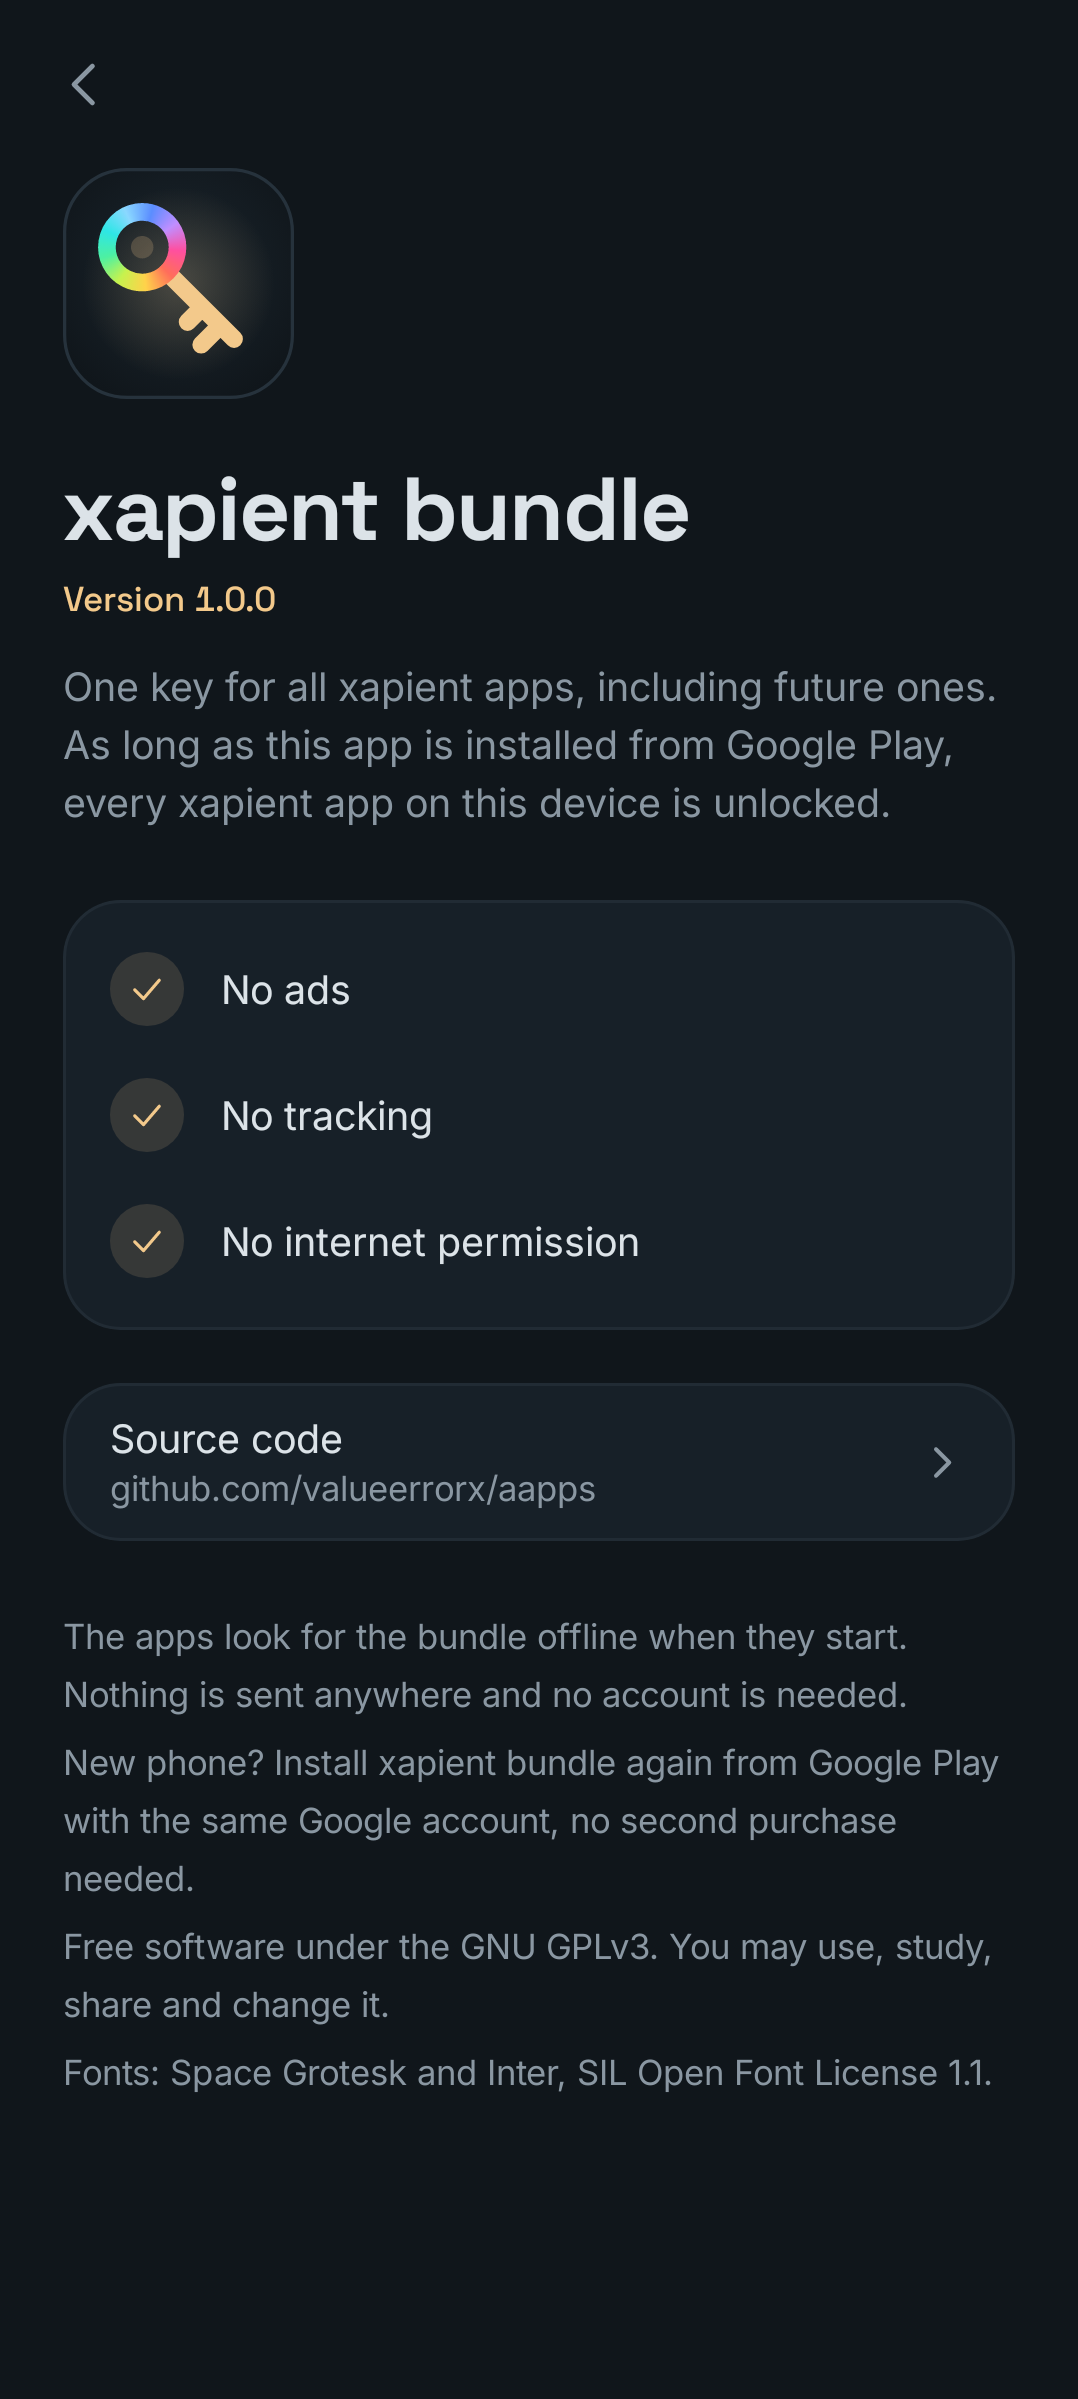 xapient bundle
Version 1.0.0
One key for all xapient apps, including future ones.
As long as this app is installed from Google Play,
every xapient app on this device is unlocked.
No ads
No tracking
No internet permission
Source code
github.com/valueerrorx/aapps
The apps look for the bundle offline when they start.
Nothing is sent anywhere and no account is needed.
New phone? Install xapient bundle again from Google Play
with the same Google account, no second purchase
needed.
Free software under the GNU GPLv3. You may use, study,
share and change it.
Fonts: Space Grotesk and Inter, SIL Open Font License 1.1.